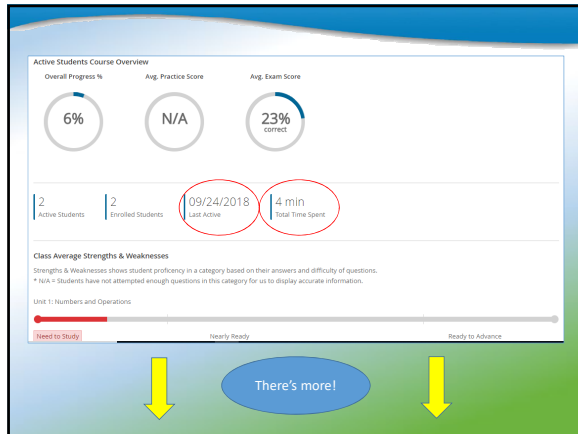 Active Students Course Overview
Overall Progress % Avg. Practice Score Avg. Exam Score
6% N/A 23%
correct
2 2 09/24/2018 4 min
Active Students Enrolled Students Last Active Total Time Spent
Class Average Strengths & Weaknesses
Strengths & Weaknesses shows student proficency in a category based on their answers and difficulty of questions.
* N/A = Students have not attempted enough questions in this category for us to display accurate information.
Unit 1: Numbers and Operations
Need to Study Nearly Ready Ready to Advance
There's more!